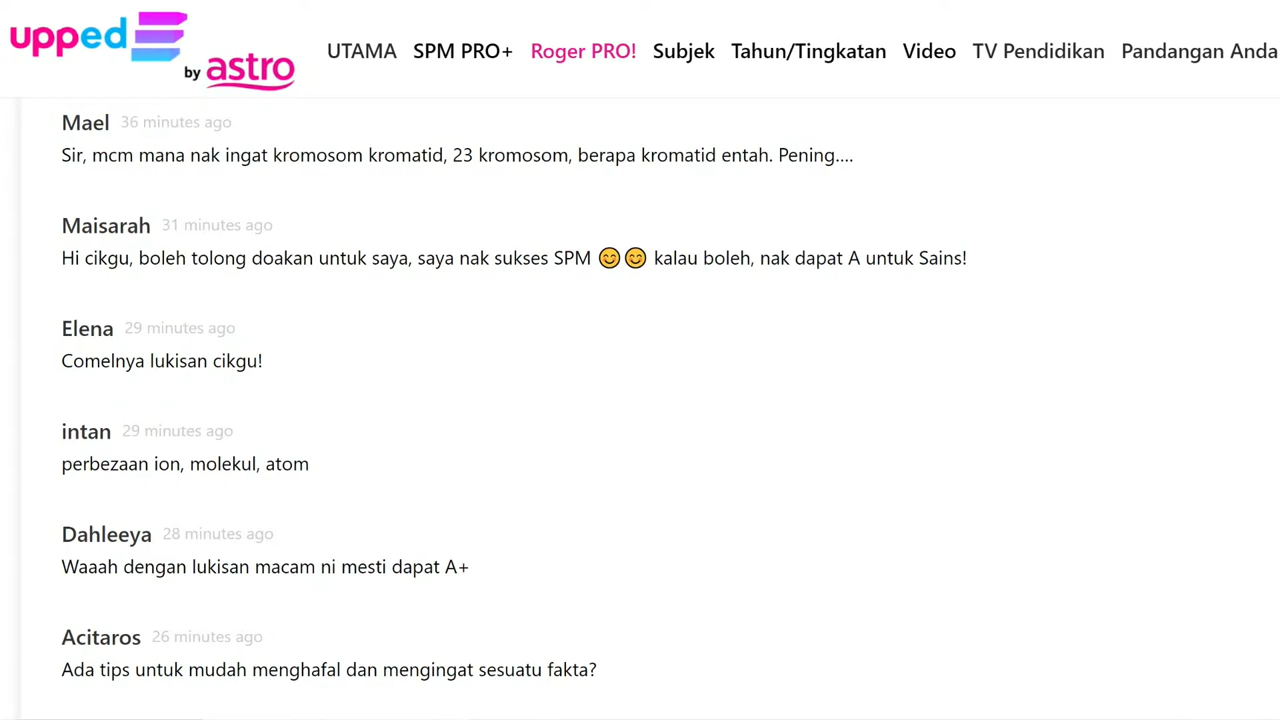 upped
by astro
UTAMA SPM PRO+ Roger PRO! Subjek Tahun/Tingkatan Video TV Pendidikan Pandangan Anda
Mael 36 minutes ago
Sir, mcm mana nak ingat kromosom kromatid, 23 kromosom, berapa kromatid entah. Pening....
Maisarah 31 minutes ago
Hi cikgu, boleh tolong doakan untuk saya, saya nak sukses SPM 😊😊 kalau boleh, nak dapat A untuk Sains!
Elena 29 minutes ago
Comelnya lukisan cikgu!
intan 29 minutes ago
perbezaan ion, molekul, atom
Dahleeya 28 minutes ago
Waaah dengan lukisan macam ni mesti dapat A+
Acitaros 26 minutes ago
Ada tips untuk mudah menghafal dan mengingat sesuatu fakta?